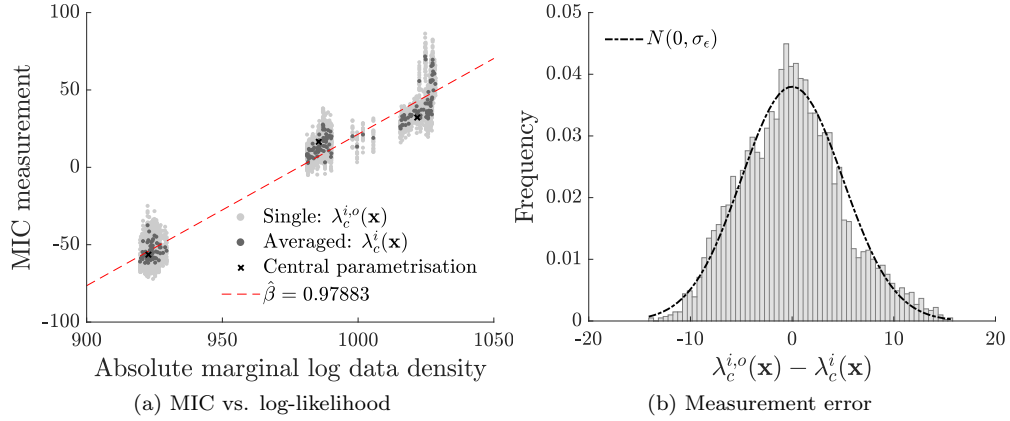 100
50
0
-50
-100
MIC measurement
Single: λ_c^{i,o}(x)
Averaged: λ_c^i(x)
Central parametrisation
β̂ = 0.97883
900
950
1000
1050
Absolute marginal log data density
(a) MIC vs. log-likelihood
0.05
0.04
0.03
0.02
0.01
0
Frequency
N(0, σ_ϵ)
-20
-10
0
10
20
λ_c^{i,o}(x) − λ_c^i(x)
(b) Measurement error